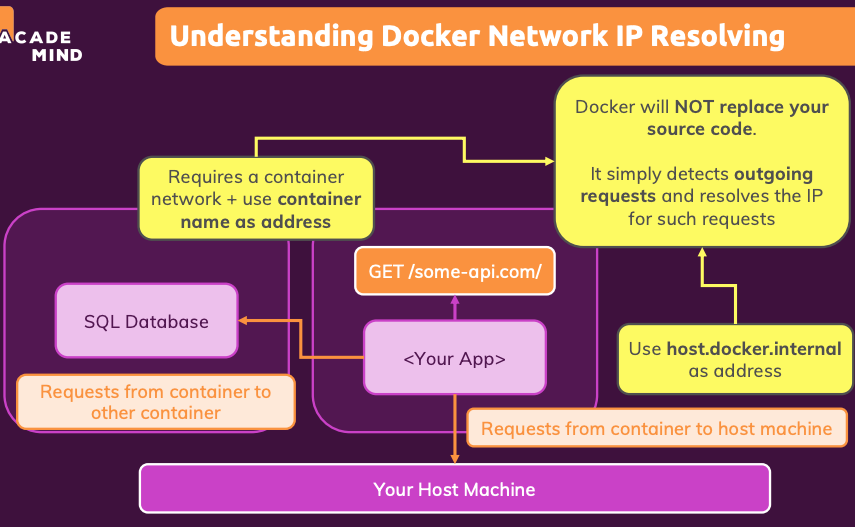 ACADE
MIND
Understanding Docker Network IP Resolving
Docker will NOT replace your
source code.
It simply detects outgoing
requests and resolves the IP
for such requests
Requires a container
network + use container
name as address
GET /some-api.com/
SQL Database
<Your App>
Use host.docker.internal
as address
Requests from container to
other container
Requests from container to host machine
Your Host Machine